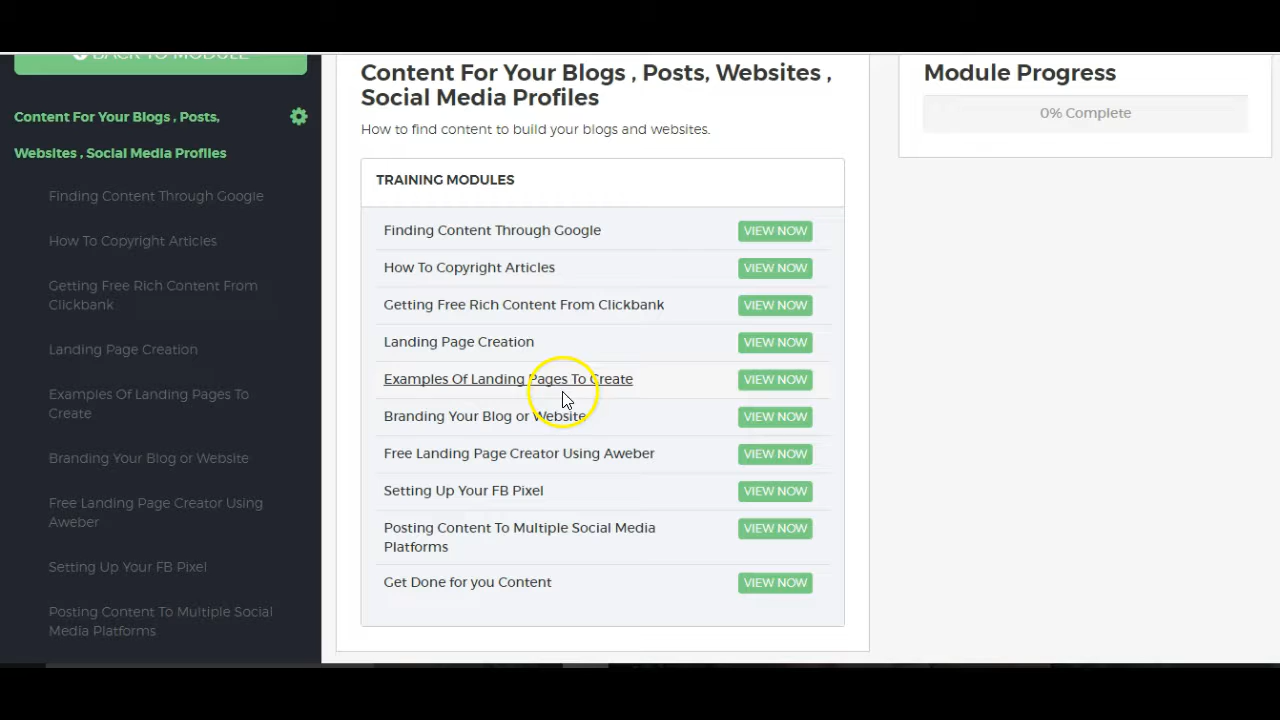 BACK TO MODULE
Content For Your Blogs , Posts,
Websites , Social Media Profiles
Finding Content Through Google
How To Copyright Articles
Getting Free Rich Content From
Clickbank
Landing Page Creation
Examples Of Landing Pages To
Create
Branding Your Blog or Website
Free Landing Page Creator Using
Aweber
Setting Up Your FB Pixel
Posting Content To Multiple Social
Media Platforms
Content For Your Blogs , Posts, Websites ,
Social Media Profiles
How to find content to build your blogs and websites.
TRAINING MODULES
Finding Content Through Google VIEW NOW
How To Copyright Articles VIEW NOW
Getting Free Rich Content From Clickbank VIEW NOW
Landing Page Creation VIEW NOW
Examples Of Landing Pages To Create VIEW NOW
Branding Your Blog or Website VIEW NOW
Free Landing Page Creator Using Aweber VIEW NOW
Setting Up Your FB Pixel VIEW NOW
Posting Content To Multiple Social Media VIEW NOW
Platforms
Get Done for you Content VIEW NOW
Module Progress
0% Complete